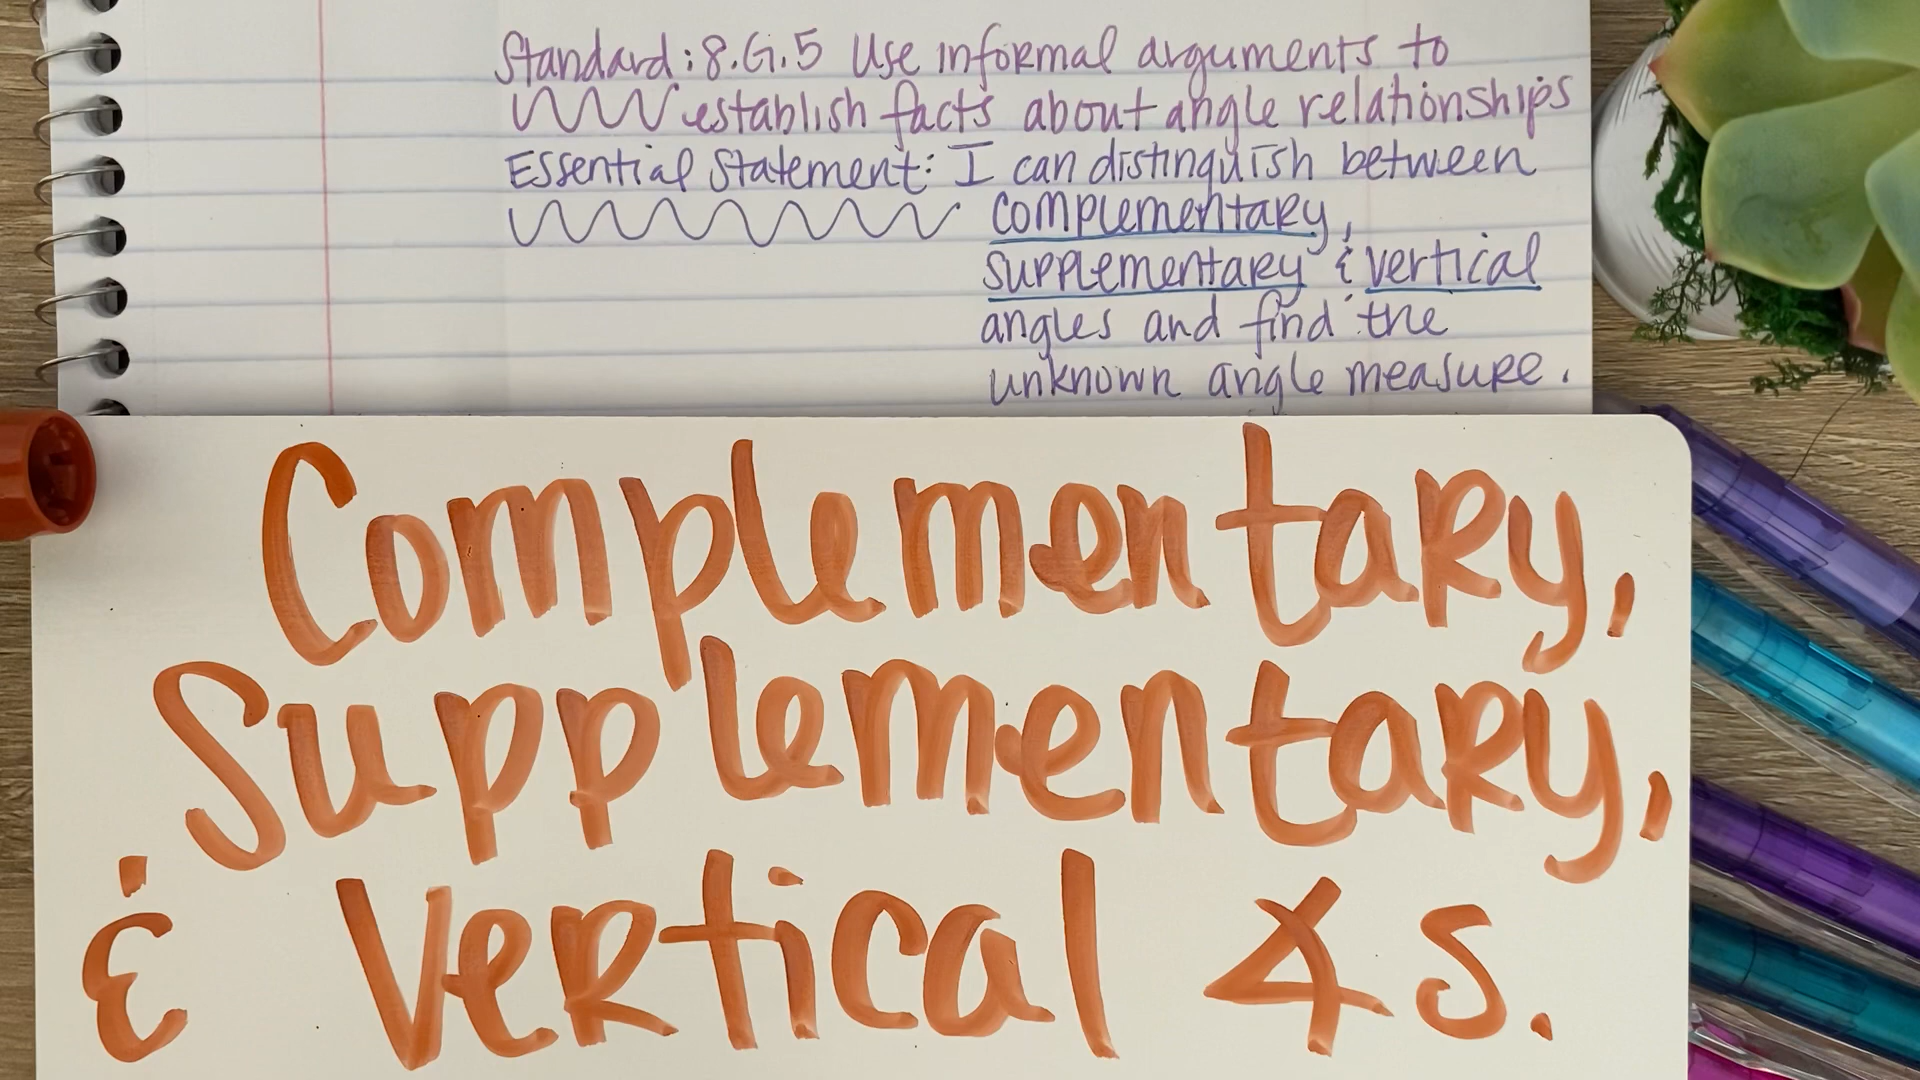 Standard: 8.G.5 Use informal arguments to
establish facts about angle relationships
Essential Statement: I can distinguish between
complementary,
supplementary & vertical
angles and find the
unknown angle measure.
Complementary,
Supplementary,
& Vertical ∡s.